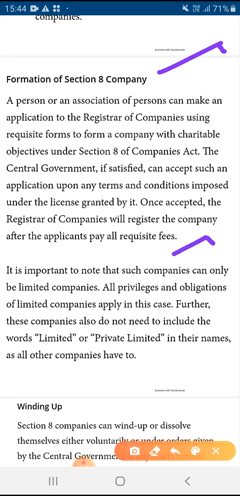 15:44
71%
companies.
Scanned with CamScanner
Formation of Section 8 Company
A person or an association of persons can make an
application to the Registrar of Companies using
requisite forms to form a company with charitable
objectives under Section 8 of Companies Act. The
Central Government, if satisfied, can accept such an
application upon any terms and conditions imposed
under the license granted by it. Once accepted, the
Registrar of Companies will register the company
after the applicants pay all requisite fees.
It is important to note that such companies can only
be limited companies. All privileges and obligations
of limited companies apply in this case. Further,
these companies also do not need to include the
words “Limited” or “Private Limited” in their names,
as all other companies have to.
Scanned with CamScanner
Winding Up
Section 8 companies can wind-up or dissolve
themselves either voluntarily or under orders given
by the Central Governmen